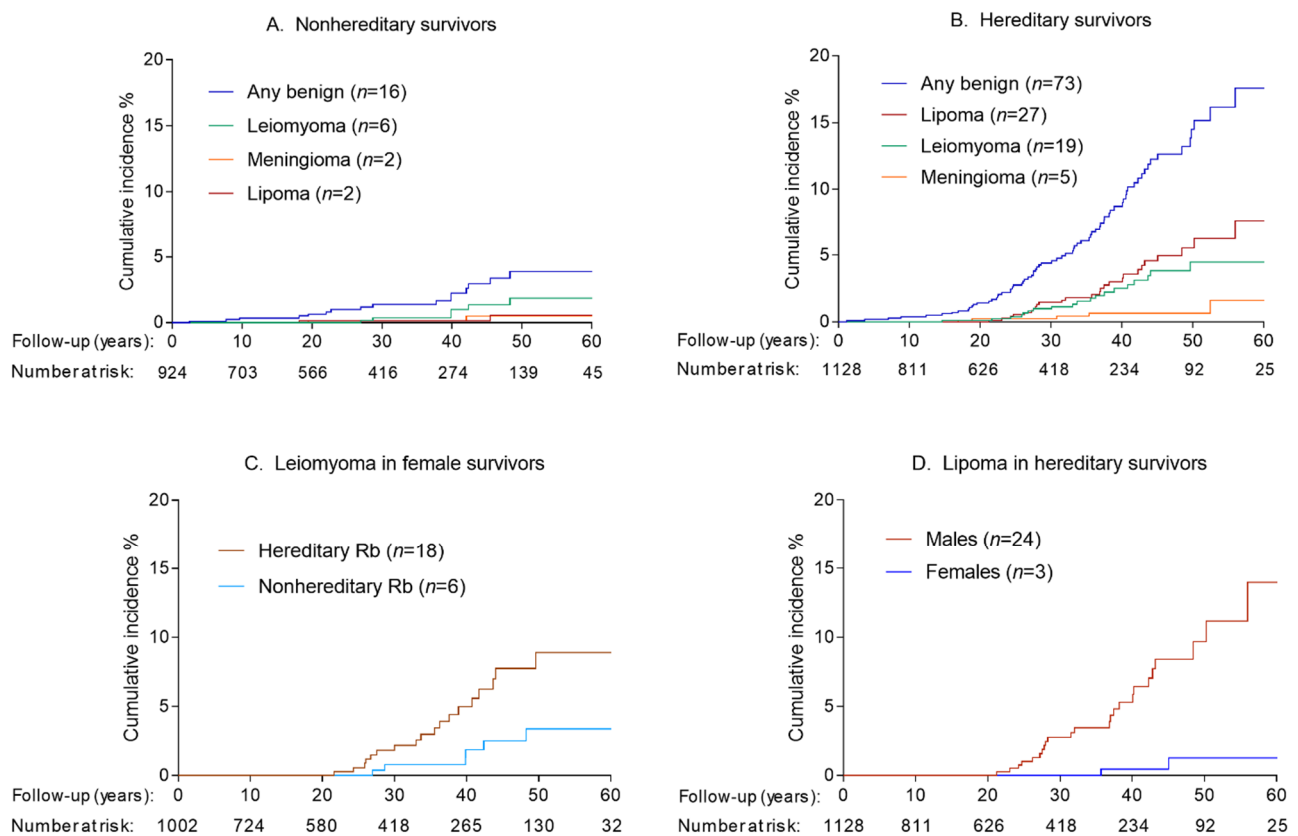 A. Nonhereditary survivors
Cumulative incidence %
20
15
10
5
0
Any benign (n=16)
Leiomyoma (n=6)
Meningioma (n=2)
Lipoma (n=2)
Follow-up (years): 0 10 20 30 40 50 60
Number at risk: 924 703 566 416 274 139 45
B. Hereditary survivors
Cumulative incidence %
20
15
10
5
0
Any benign (n=73)
Lipoma (n=27)
Leiomyoma (n=19)
Meningioma (n=5)
Follow-up (years): 0 10 20 30 40 50 60
Number at risk: 1128 811 626 418 234 92 25
C. Leiomyoma in female survivors
Cumulative incidence %
20
15
10
5
0
Hereditary Rb (n=18)
Nonhereditary Rb (n=6)
Follow-up (years): 0 10 20 30 40 50 60
Number at risk: 1002 724 580 418 265 130 32
D. Lipoma in hereditary survivors
Cumulative incidence %
20
15
10
5
0
Males (n=24)
Females (n=3)
Follow-up (years): 0 10 20 30 40 50 60
Number at risk: 1128 811 626 418 234 92 25